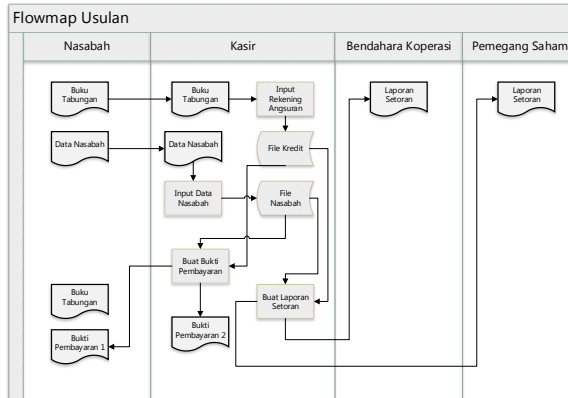 Flowmap Usulan
Nasabah
Kasir
Bendahara Koperasi
Pemegang Saham
Buku
Tabungan
Buku
Tabungan
Input
Rekening
Angsuran
Laporan
Setoran
Laporan
Setoran
Data Nasabah
Data Nasabah
File Kredit
Input Data
Nasabah
File
Nasabah
Buat Bukti
Pembayaran
Buku
Tabungan
Buat Laporan
Setoran
Bukti
Pembayaran 1
Bukti
Pembayaran 2